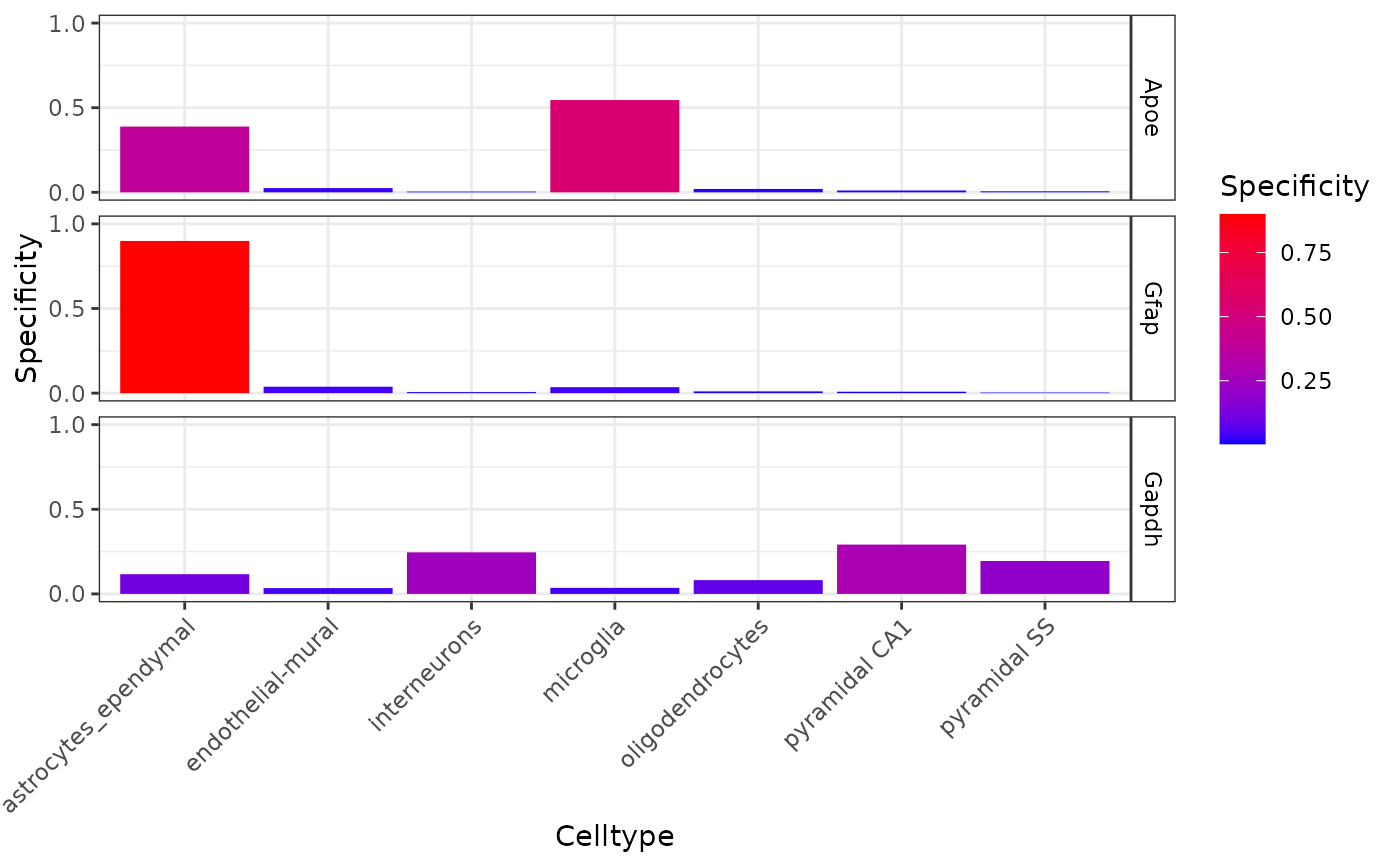 1.0
0.5
0.0
Apoe
1.0
0.5
0.0
Gfap
1.0
0.5
0.0
Gapdh
Specificity
astrocytes_ependymal
endothelial-mural
interneurons
microglia
oligodendrocytes
pyramidal CA1
pyramidal SS
Celltype
Specificity
0.75
0.50
0.25